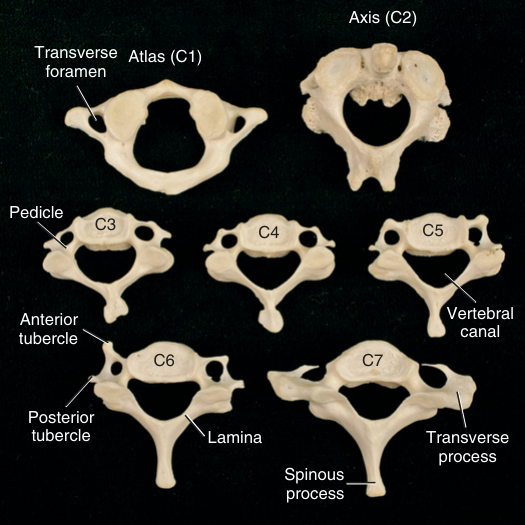 Axis (C2)
Transverse
foramen
Atlas (C1)
Pedicle
C3
C4
C5
Vertebral
canal
Anterior
tubercle
C6
C7
Posterior
tubercle
Lamina
Transverse
process
Spinous
process